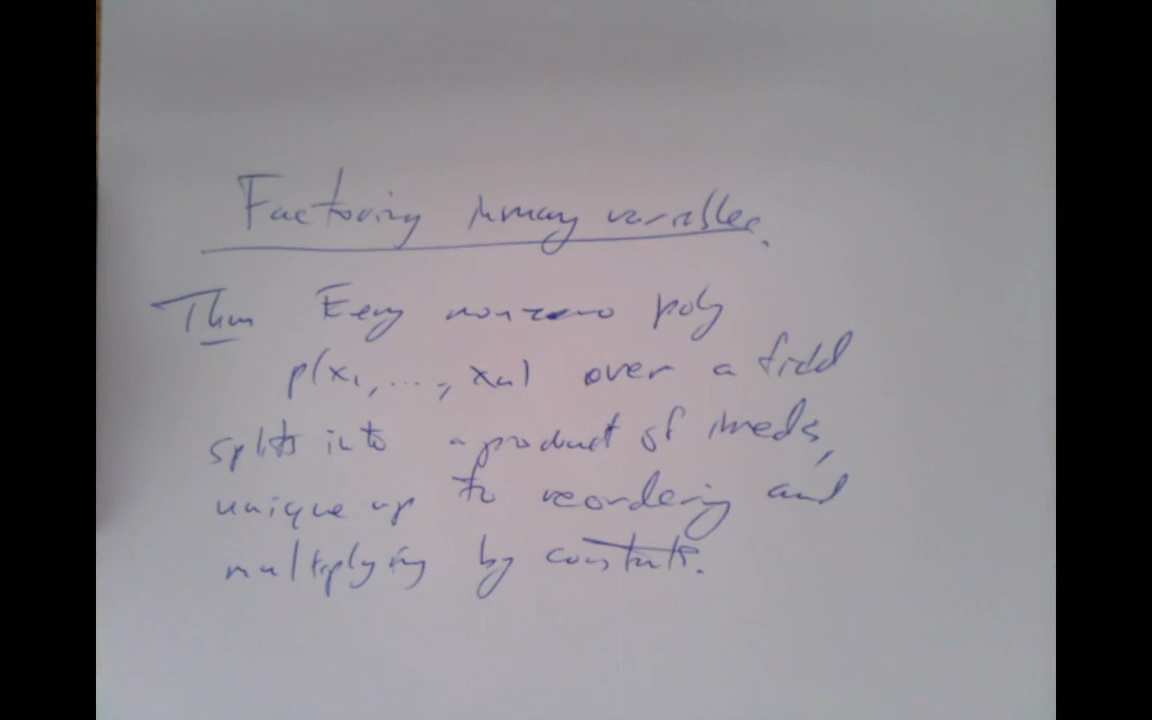 Factoring in many variables.
Thm Every nonzero poly
p(x1, ..., xn) over a field
splits into a product of irreds,
unique up to reordering and
multiplying by constants.